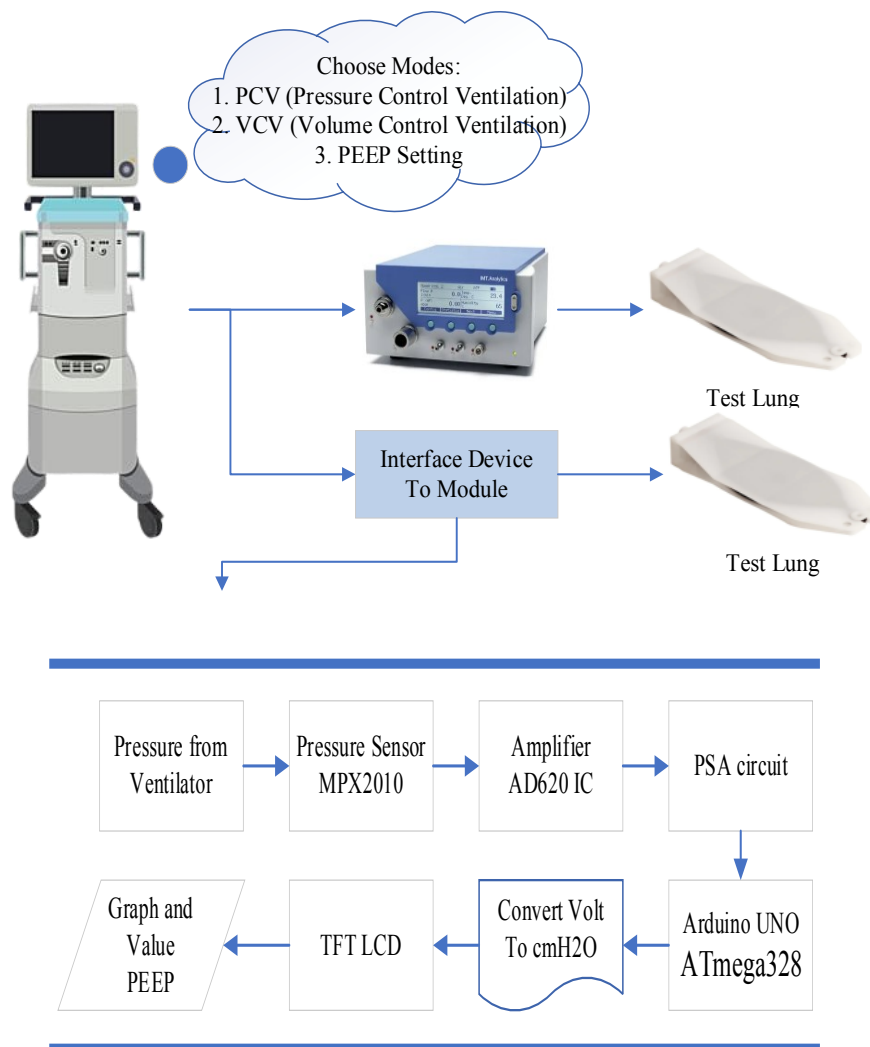 Choose Modes:
1. PCV (Pressure Control Ventilation)
2. VCV (Volume Control Ventilation)
3. PEEP Setting
Test Lung
Interface Device
To Module
Test Lung
Pressure from
Ventilator
Pressure Sensor
MPX2010
Amplifier
AD620 IC
PSA circuit
Graph and
Value
PEEP
TFT LCD
Convert Volt
To cmH2O
Arduino UNO
ATmega328